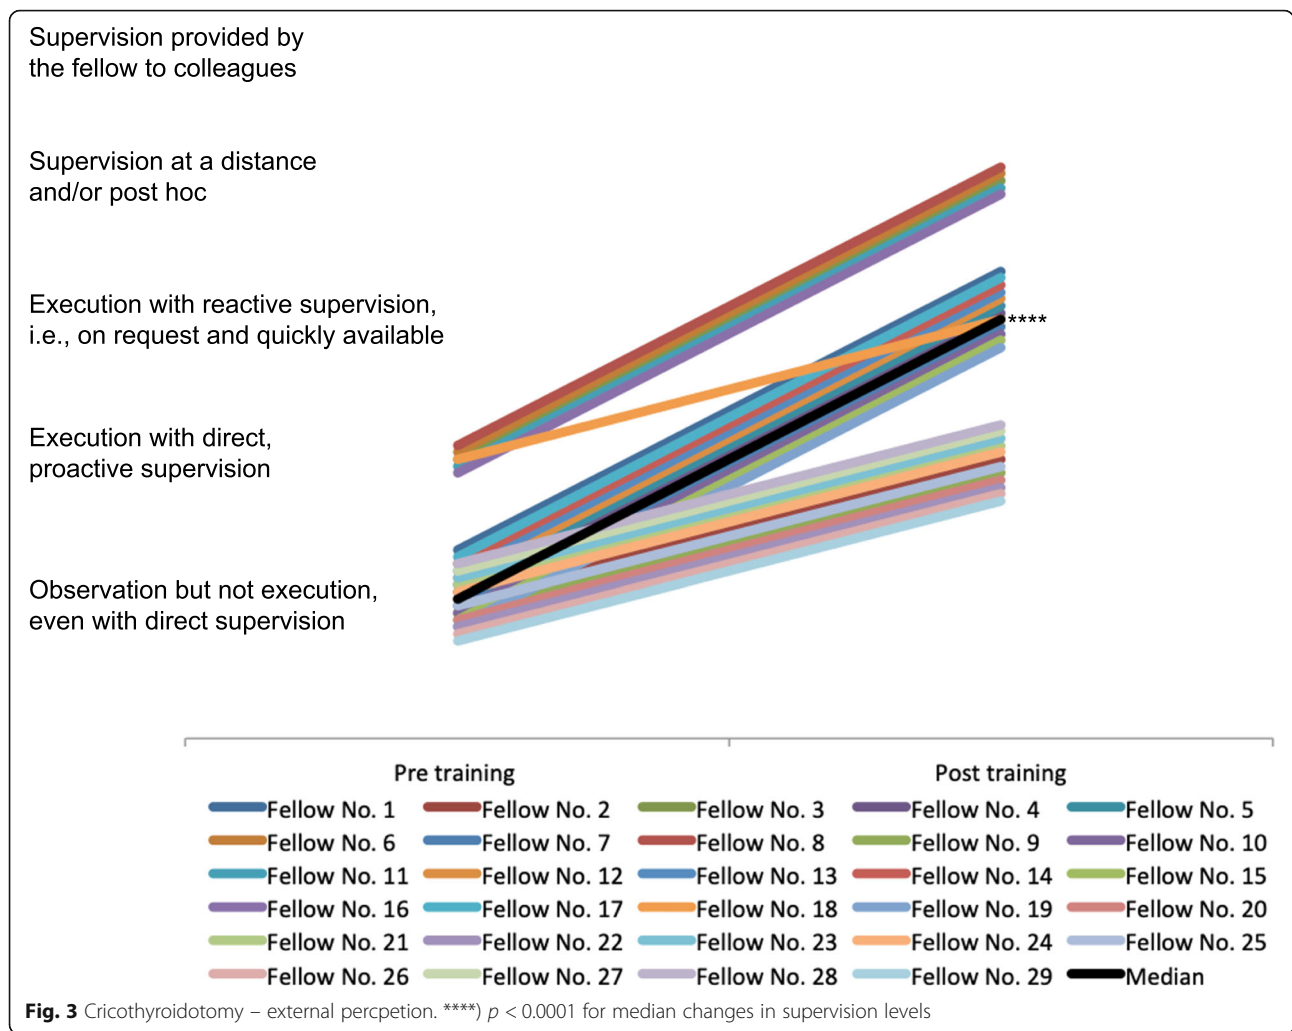 Supervision provided by
the fellow to colleagues
Supervision at a distance
and/or post hoc
Execution with reactive supervision,
i.e., on request and quickly available
****
Execution with direct,
proactive supervision
Observation but not execution,
even with direct supervision
Pre training Post training
Fellow No. 1 Fellow No. 2 Fellow No. 3 Fellow No. 4 Fellow No. 5
Fellow No. 6 Fellow No. 7 Fellow No. 8 Fellow No. 9 Fellow No. 10
Fellow No. 11 Fellow No. 12 Fellow No. 13 Fellow No. 14 Fellow No. 15
Fellow No. 16 Fellow No. 17 Fellow No. 18 Fellow No. 19 Fellow No. 20
Fellow No. 21 Fellow No. 22 Fellow No. 23 Fellow No. 24 Fellow No. 25
Fellow No. 26 Fellow No. 27 Fellow No. 28 Fellow No. 29 Median
Fig. 3 Cricothyroidotomy – external percpetion. ****) p < 0.0001 for median changes in supervision levels